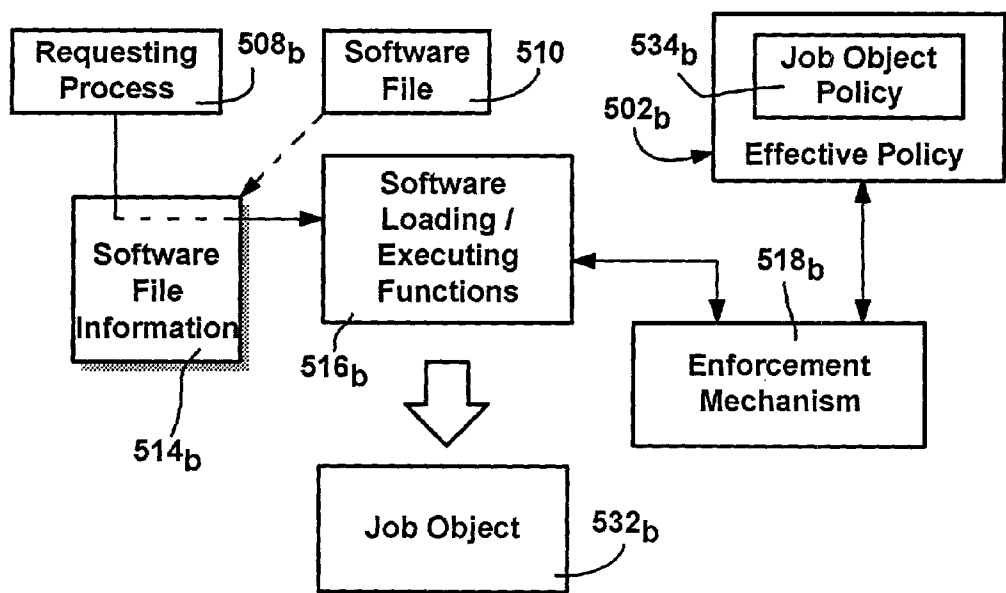 Requesting
Process
508b
Software
File
510
534b
Job Object
Policy
502b
Effective Policy
Software
File
Information
514b
Software
Loading /
Executing
Functions
516b
518b
Enforcement
Mechanism
Job Object
532b